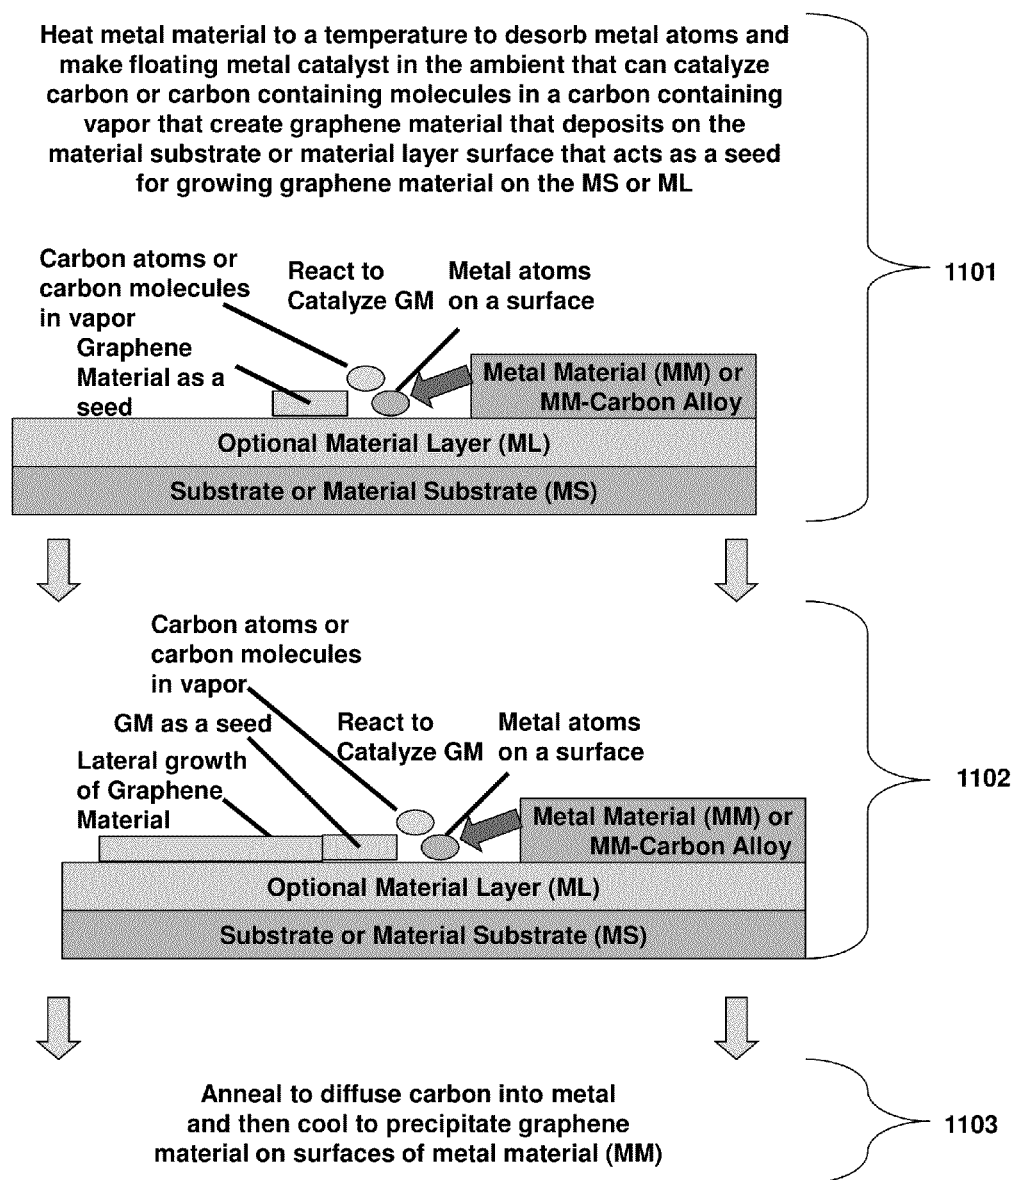 Heat metal material to a temperature to desorb metal atoms and
make floating metal catalyst in the ambient that can catalyze
carbon or carbon containing molecules in a carbon containing
vapor that create graphene material that deposits on the
material substrate or material layer surface that acts as a seed
for growing graphene material on the MS or ML
1101
Carbon atoms or
carbon molecules
in vapor
React to
Catalyze GM
Metal atoms
on a surface
Graphene
Material as a
seed
Metal Material (MM) or
MM-Carbon Alloy
Optional Material Layer (ML)
Substrate or Material Substrate (MS)
Carbon atoms or
carbon molecules
in vapor
GM as a seed
React to
Catalyze GM
Metal atoms
on a surface
1102
Lateral growth
of Graphene
Material
Metal Material (MM) or
MM-Carbon Alloy
Optional Material Layer (ML)
Substrate or Material Substrate (MS)
Anneal to diffuse carbon into metal
and then cool to precipitate graphene
material on surfaces of metal material (MM)
1103